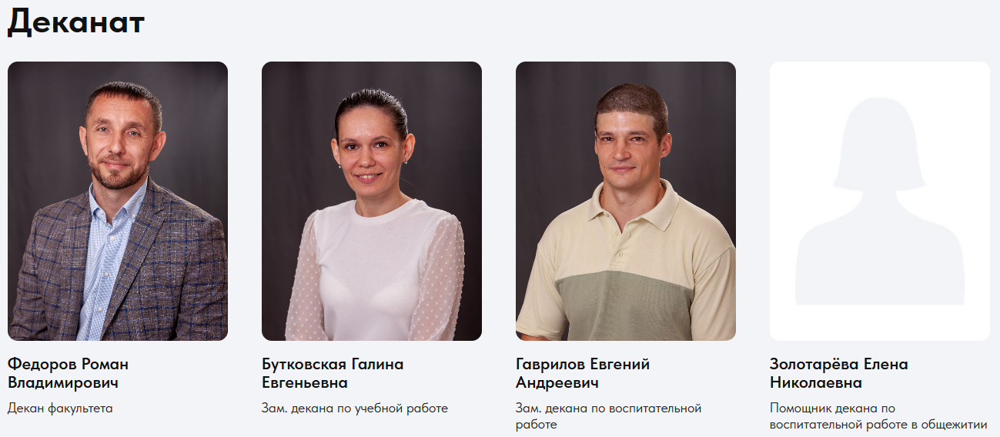 Деканат
Федоров Роман
Владимирович
Декан факультета
Бутковская Галина
Евгеньевна
Зам. декана по учебной работе
Гаврилов Евгений
Андреевич
Зам. декана по воспитательной
работе
Золотарёва Елена
Николаевна
Помощник декана по
воспитательной работе в общежитии